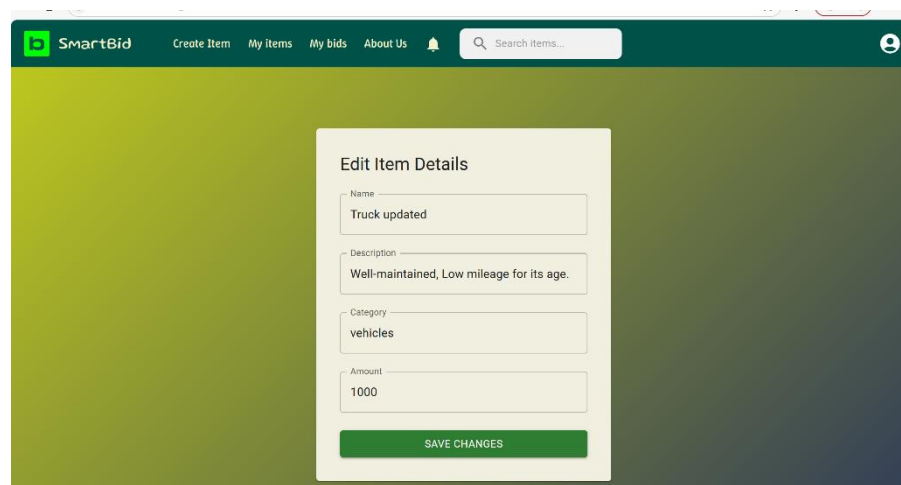 b SmartBid Create Item My items My bids About Us Search items...
Edit Item Details
Name
Truck updated
Description
Well-maintained, Low mileage for its age.
Category
vehicles
Amount
1000
SAVE CHANGES